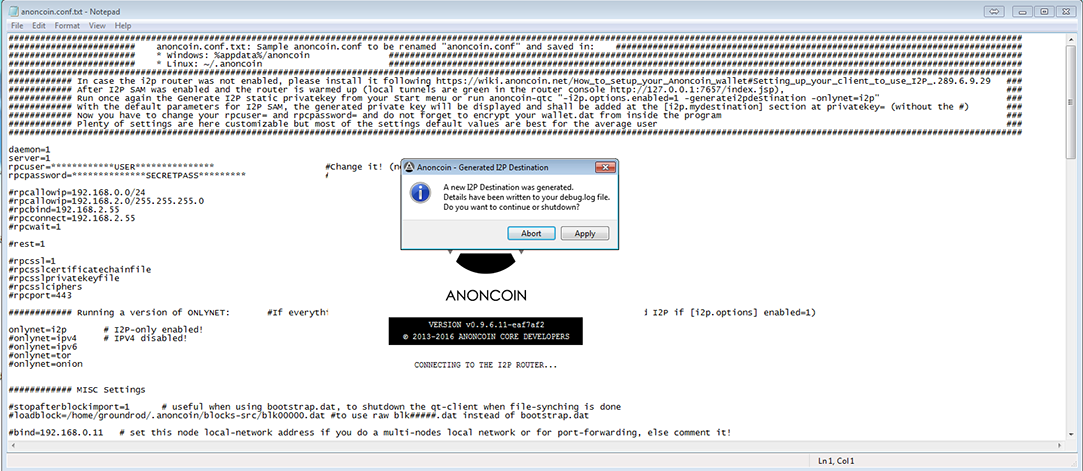 anoncoin.conf.txt - Notepad
File Edit Format View Help
################################################################################################################################
######################## anoncoin.conf.txt: Sample anoncoin.conf to be renamed "anoncoin.conf" and saved in: ################################
######################## * Windows: %appdata%/anoncoin ################################
######################## * Linux: ~/.anoncoin ################################
################################################################################################################################
############ In case the i2p router was not enabled, please install it following https://wiki.anoncoin.net/How_to_setup_your_Anoncoin_wallet#Setting_up_your_client_to_use_I2P_.289.6.9.29 ###
############ After I2P SAM was enabled and the router is warmed up (local tunnels are green in the router console http://127.0.0.1:7657/index.jsp), ###
############ Run once again the Generate I2P static privatekey from your Start menu or run anoncoin-qtc "-i2p.options.enabled=1 -generatei2pdestination -onlynet=i2p" ###
############ With the default parameters for I2P SAM, the generated private key will be displayed and shall be added at the [i2p.mydestination] section at privatekey= (without the #) ###
############ Now you have to change your rpcuser= and rpcpassword= and do not forget to encrypt your wallet.dat from inside the program ###
############ Plenty of settings are here customizable but most of the settings default values are best for the average user ###
################################################################################################################################
daemon=1
server=1
rpcuser=************USER*************** #Change it! (n
rpcpassword=**************SECRETPASS*********
#rpcallowip=192.168.0.0/24
#rpcallowip=192.168.2.0/255.255.255.0
#rpcbind=192.168.2.55
#rpcconnect=192.168.2.55
#rpcwait=1
#rest=1
#rpcssl=1
#rpcsslcertificatechainfile
#rpcsslprivatekeyfile
#rpcsslciphers
#rpcport=443
############ Running a version of ONLYNET: #If everythi d I2P if [i2p.options] enabled=1)
onlynet=i2p # I2P-only enabled!
#onlynet=ipv4 # IPV4 disabled!
#onlynet=ipv6
#onlynet=tor
#onlynet=onion
############ MISC Settings
#stopafterblockimport=1 # useful when using bootstrap.dat, to shutdown the qt-client when file-synching is done
#loadblock=/home/groundrod/.anoncoin/blocks-src/blk00000.dat #to use raw blk#####.dat instead of bootstrap.dat
#bind=192.168.0.11 # set this node local-network address if you do a multi-nodes local network or for port-forwarding, else comment it!
Ln 1, Col 1
Anoncoin - Generated I2P Destination
A new I2P Destination was generated.
Details have been written to your debug.log file.
Do you want to continue or shutdown?
Abort Apply
ANONCOIN
VERSION v0.9.6.11-eaf7af2
© 2013-2016 ANONCOIN CORE DEVELOPERS
CONNECTING TO THE I2P ROUTER...